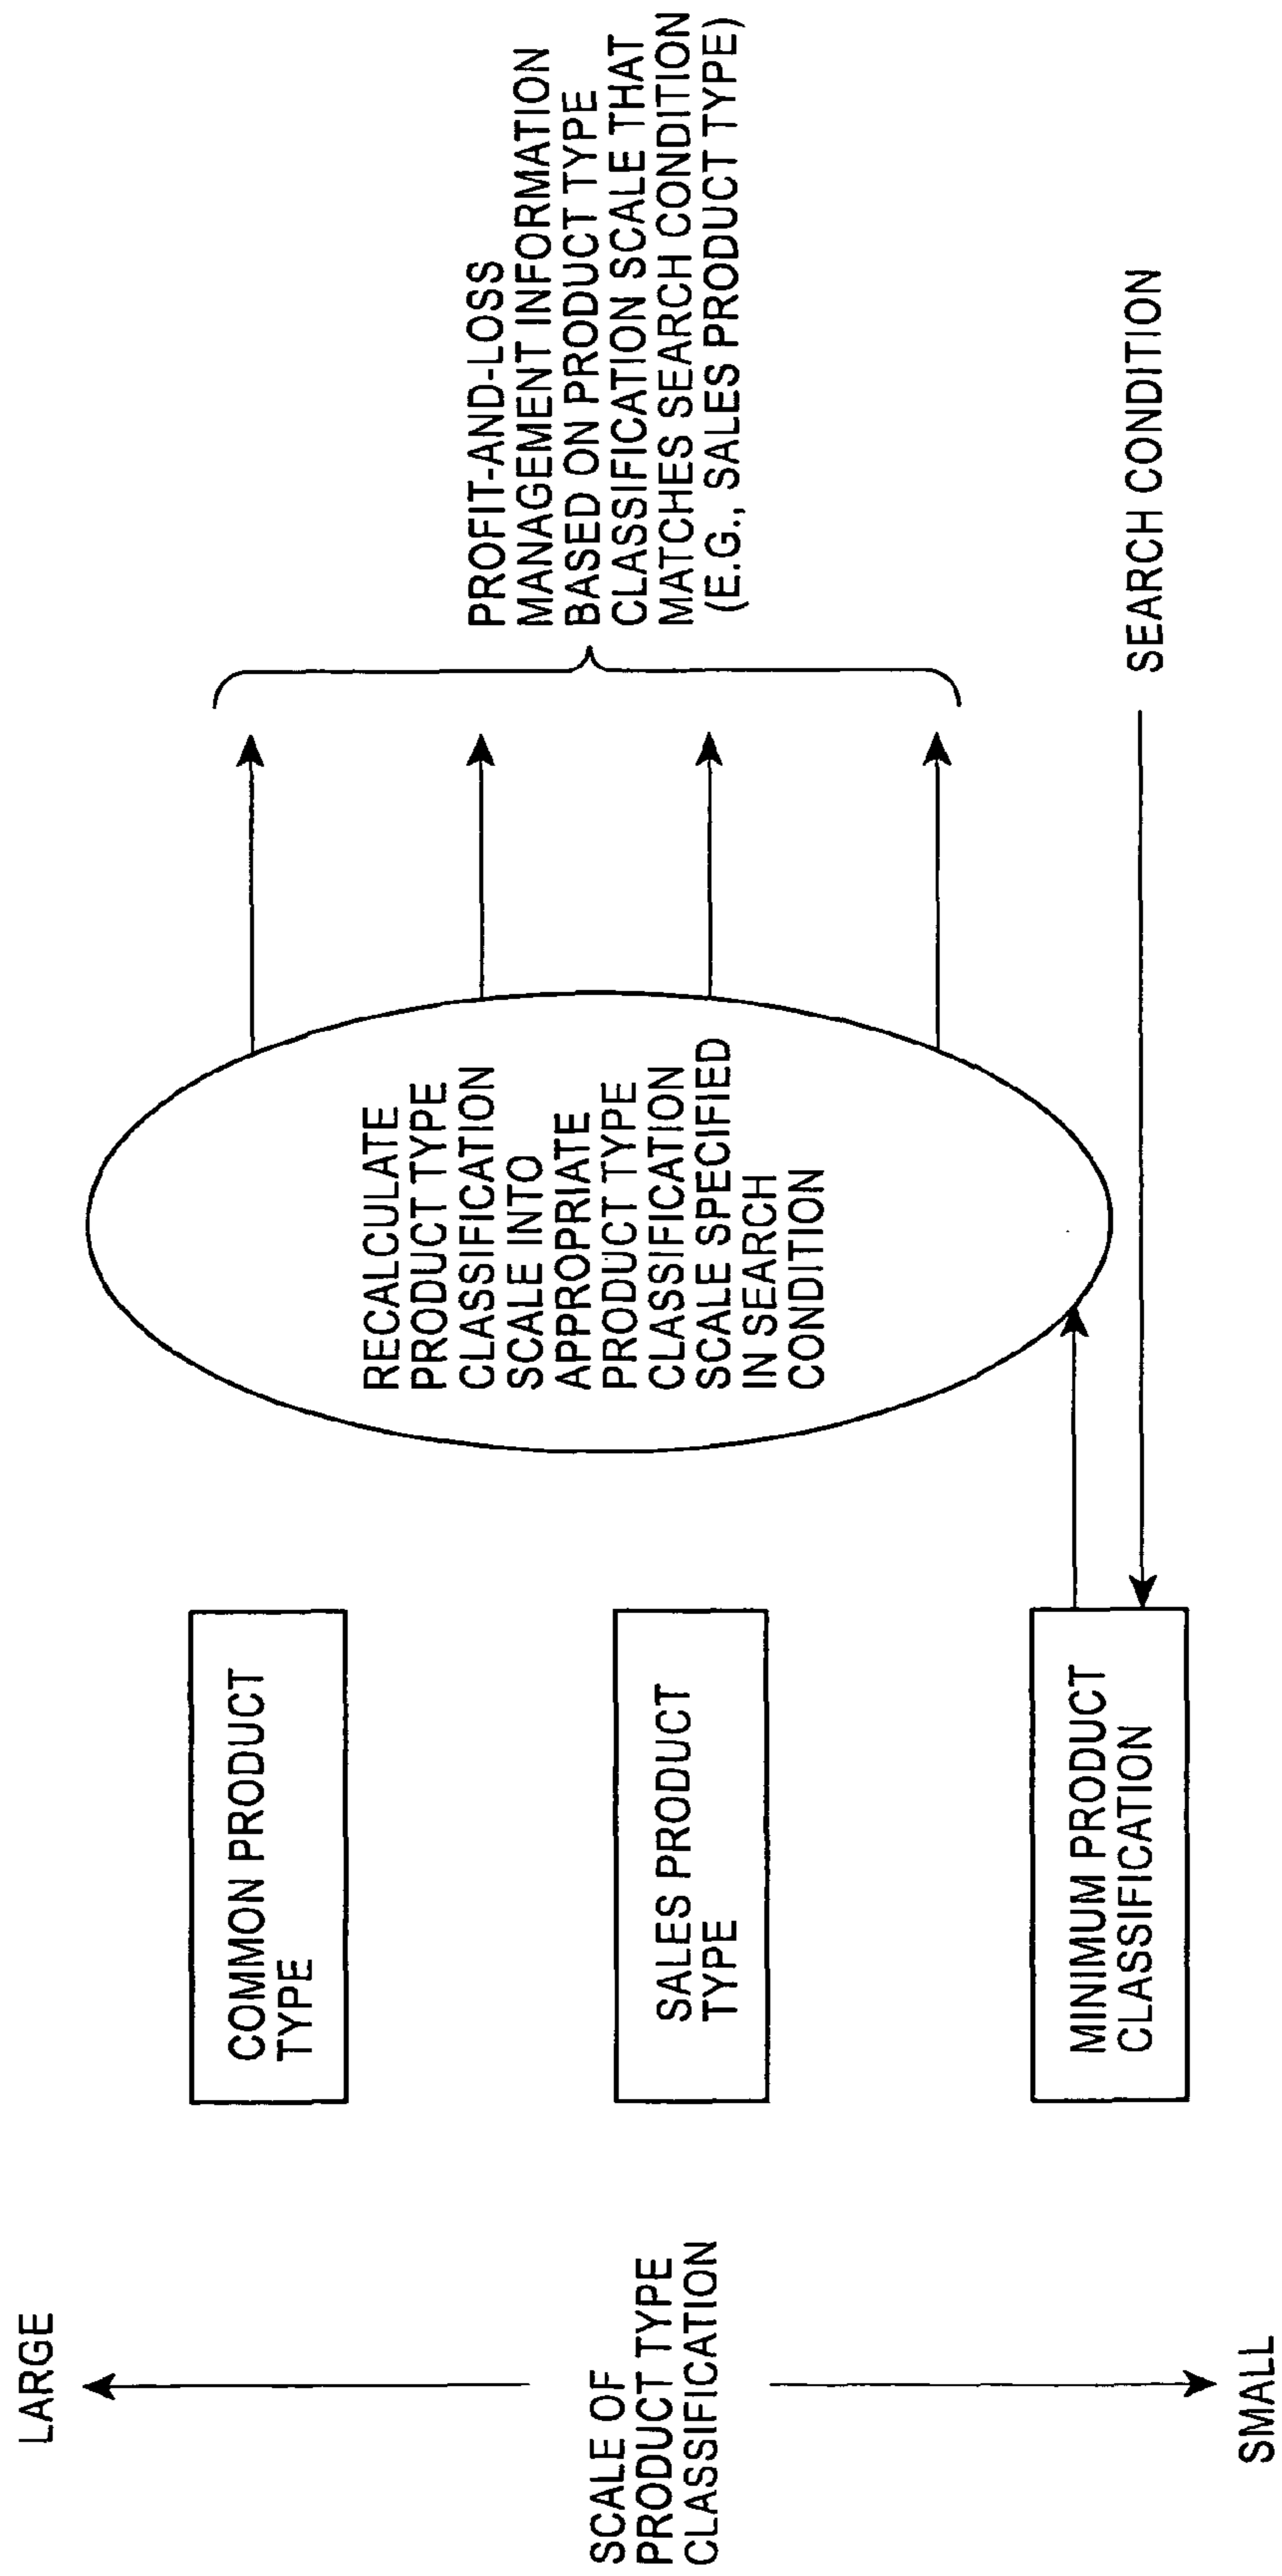 LARGE
SCALE OF
PRODUCT TYPE
CLASSIFICATION
SMALL
COMMON PRODUCT
TYPE
SALES PRODUCT
TYPE
MINIMUM PRODUCT
CLASSIFICATION
RECALCULATE
PRODUCT TYPE
CLASSIFICATION
SCALE INTO
APPROPRIATE
PRODUCT TYPE
CLASSIFICATION
SCALE SPECIFIED
IN SEARCH
CONDITION
PROFIT-AND-LOSS
MANAGEMENT INFORMATION
BASED ON PRODUCT TYPE
CLASSIFICATION SCALE THAT
MATCHES SEARCH CONDITION
(E.G., SALES PRODUCT TYPE)
SEARCH CONDITION